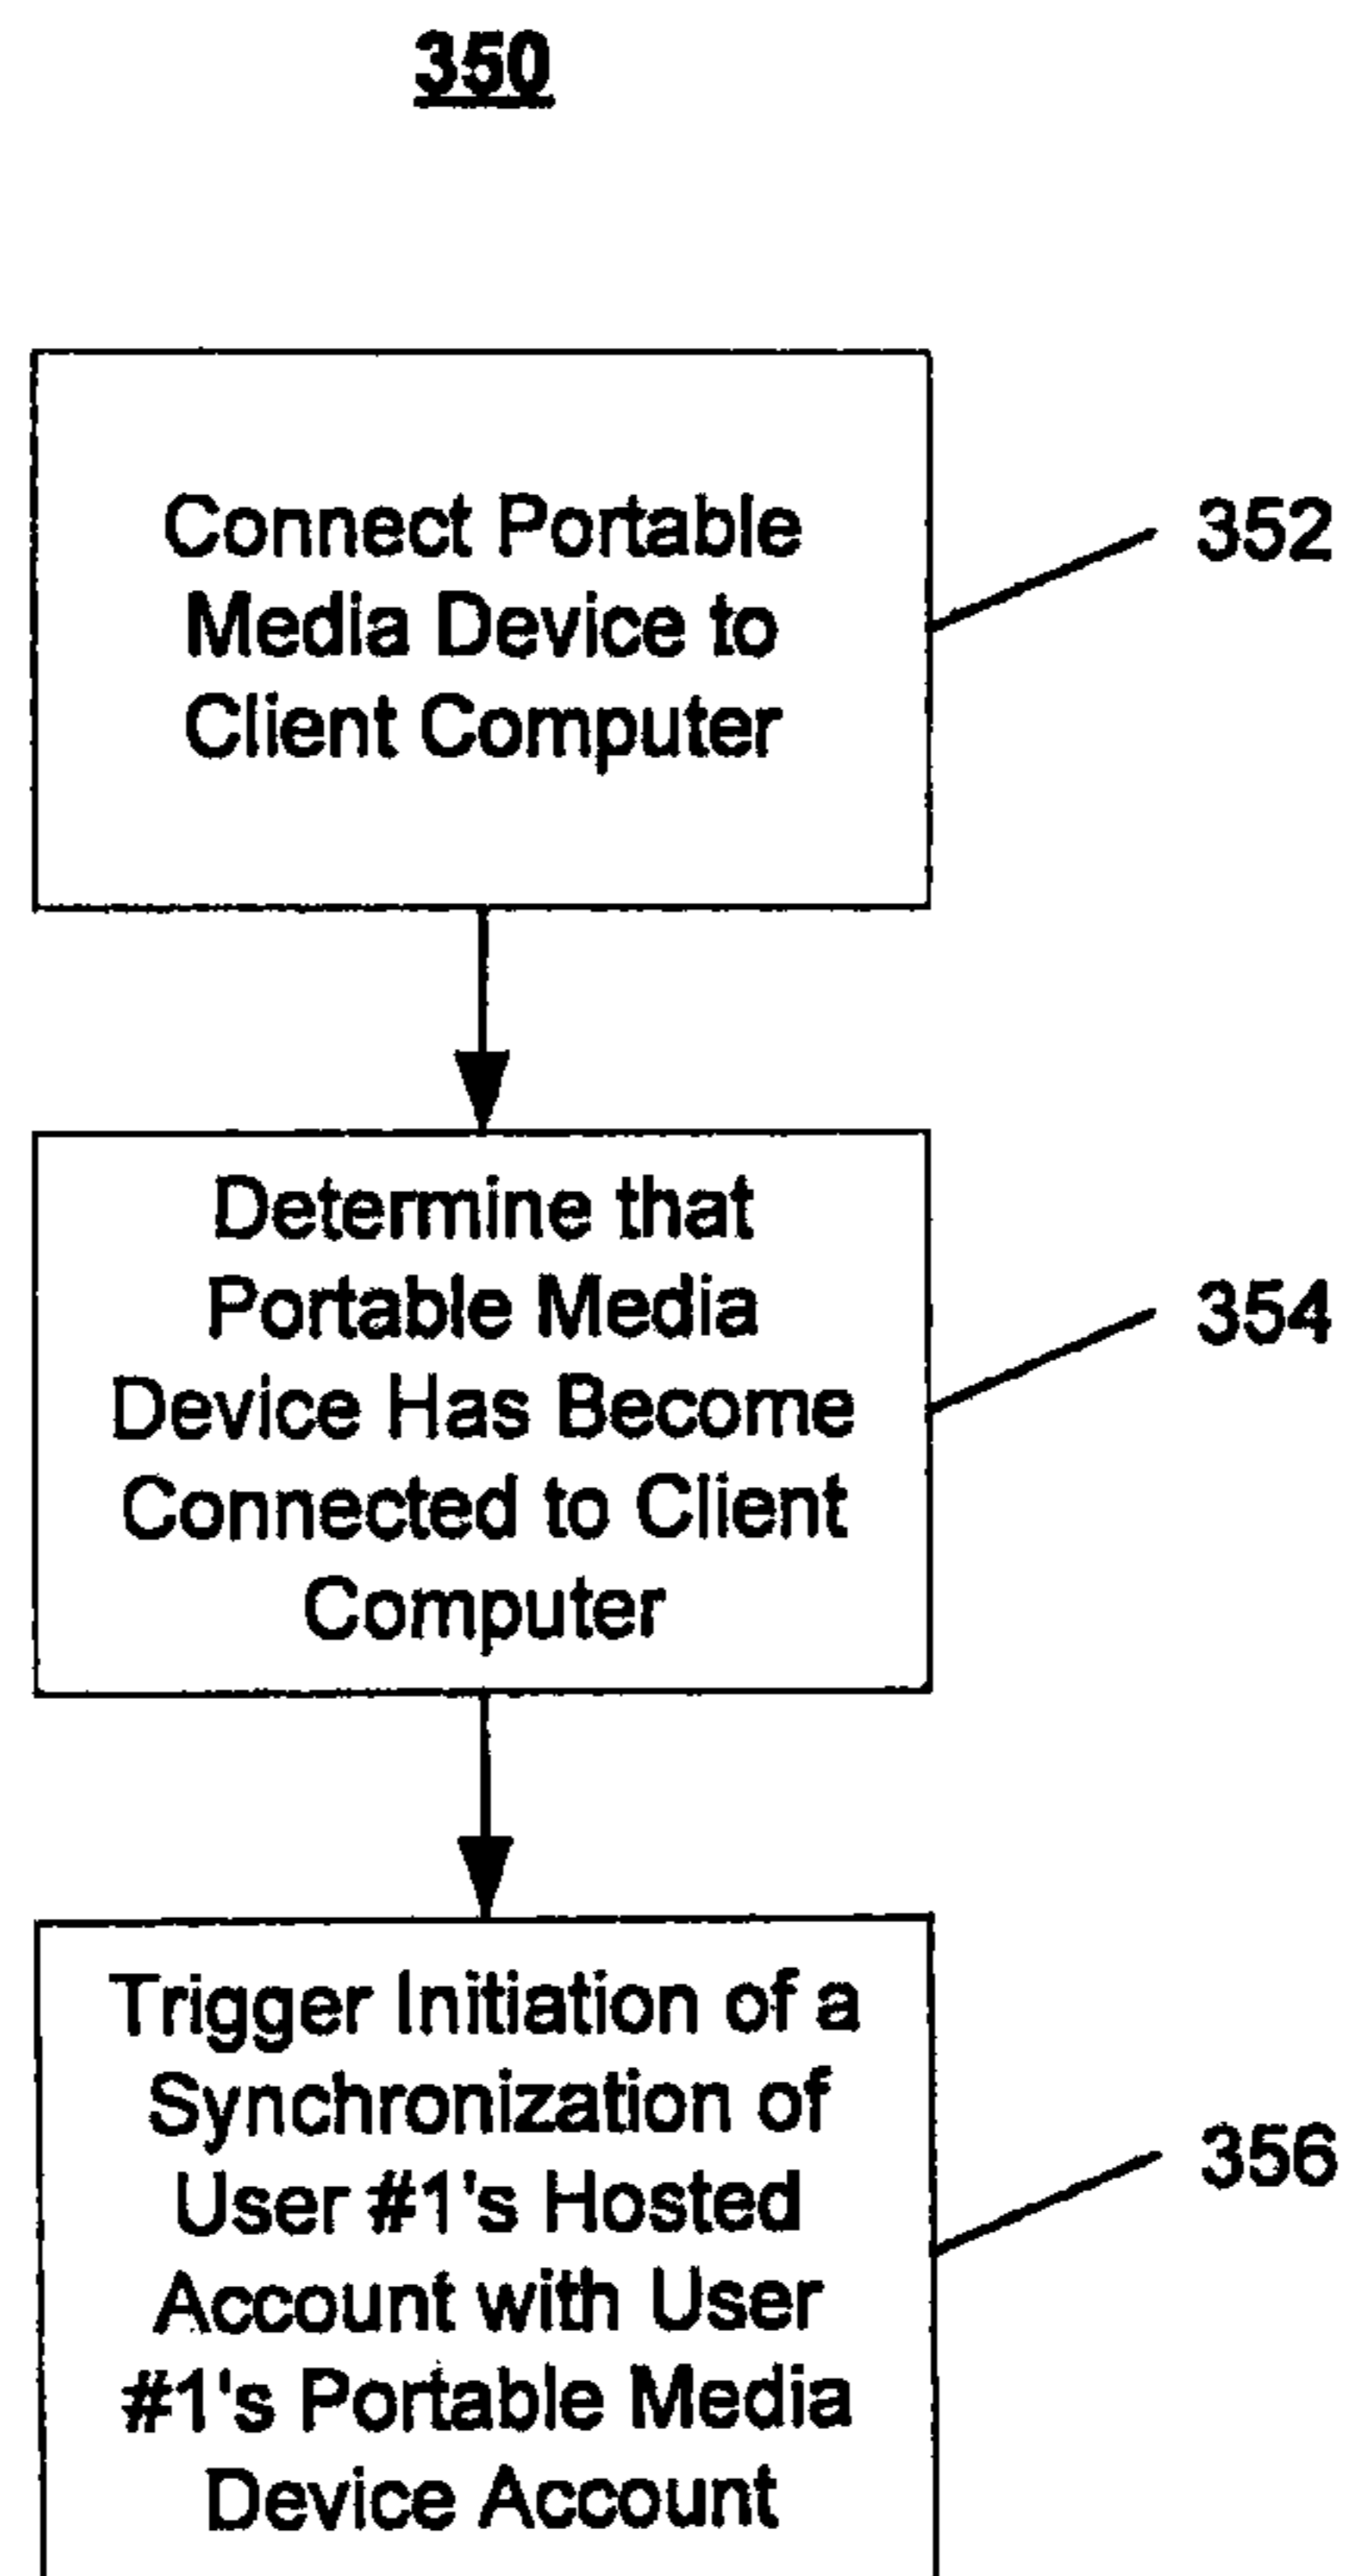 350
Connect Portable
Media Device to
Client Computer
352
Determine that
Portable Media
Device Has Become
Connected to Client
Computer
354
Trigger Initiation of a
Synchronization of
User #1's Hosted
Account with User
#1's Portable Media
Device Account
356